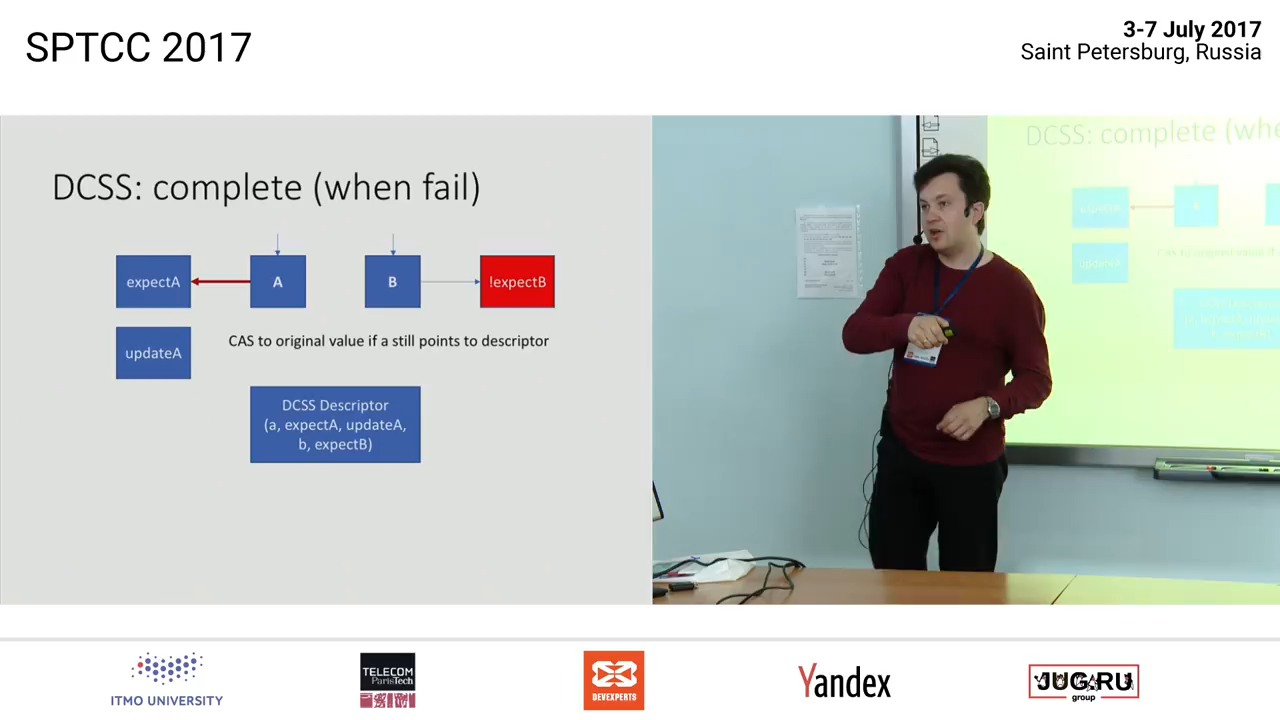 SPTCC 2017
3-7 July 2017
Saint Petersburg, Russia
DCSS: complete (when fail)
expectA
A
B
!expectB
updateA
CAS to original value if a still points to descriptor
DCSS Descriptor
(a, expectA, updateA,
b, expectB)
DCSS: complete (whe
updateA
ITMO UNIVERSITY
TELECOM
ParisTech
DEVEXPERTS
Yandex
JUG.RU
group